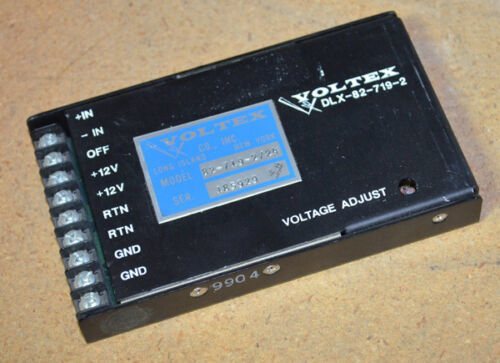 VOLTEX
DLX-82-719-2
+IN
- IN
OFF
+12V
+12V
RTN
RTN
GND
GND
VOLTEX
CO., INC.
LONG ISLAND NEW YORK
MODEL
SER.
VOLTAGE ADJUST
9904